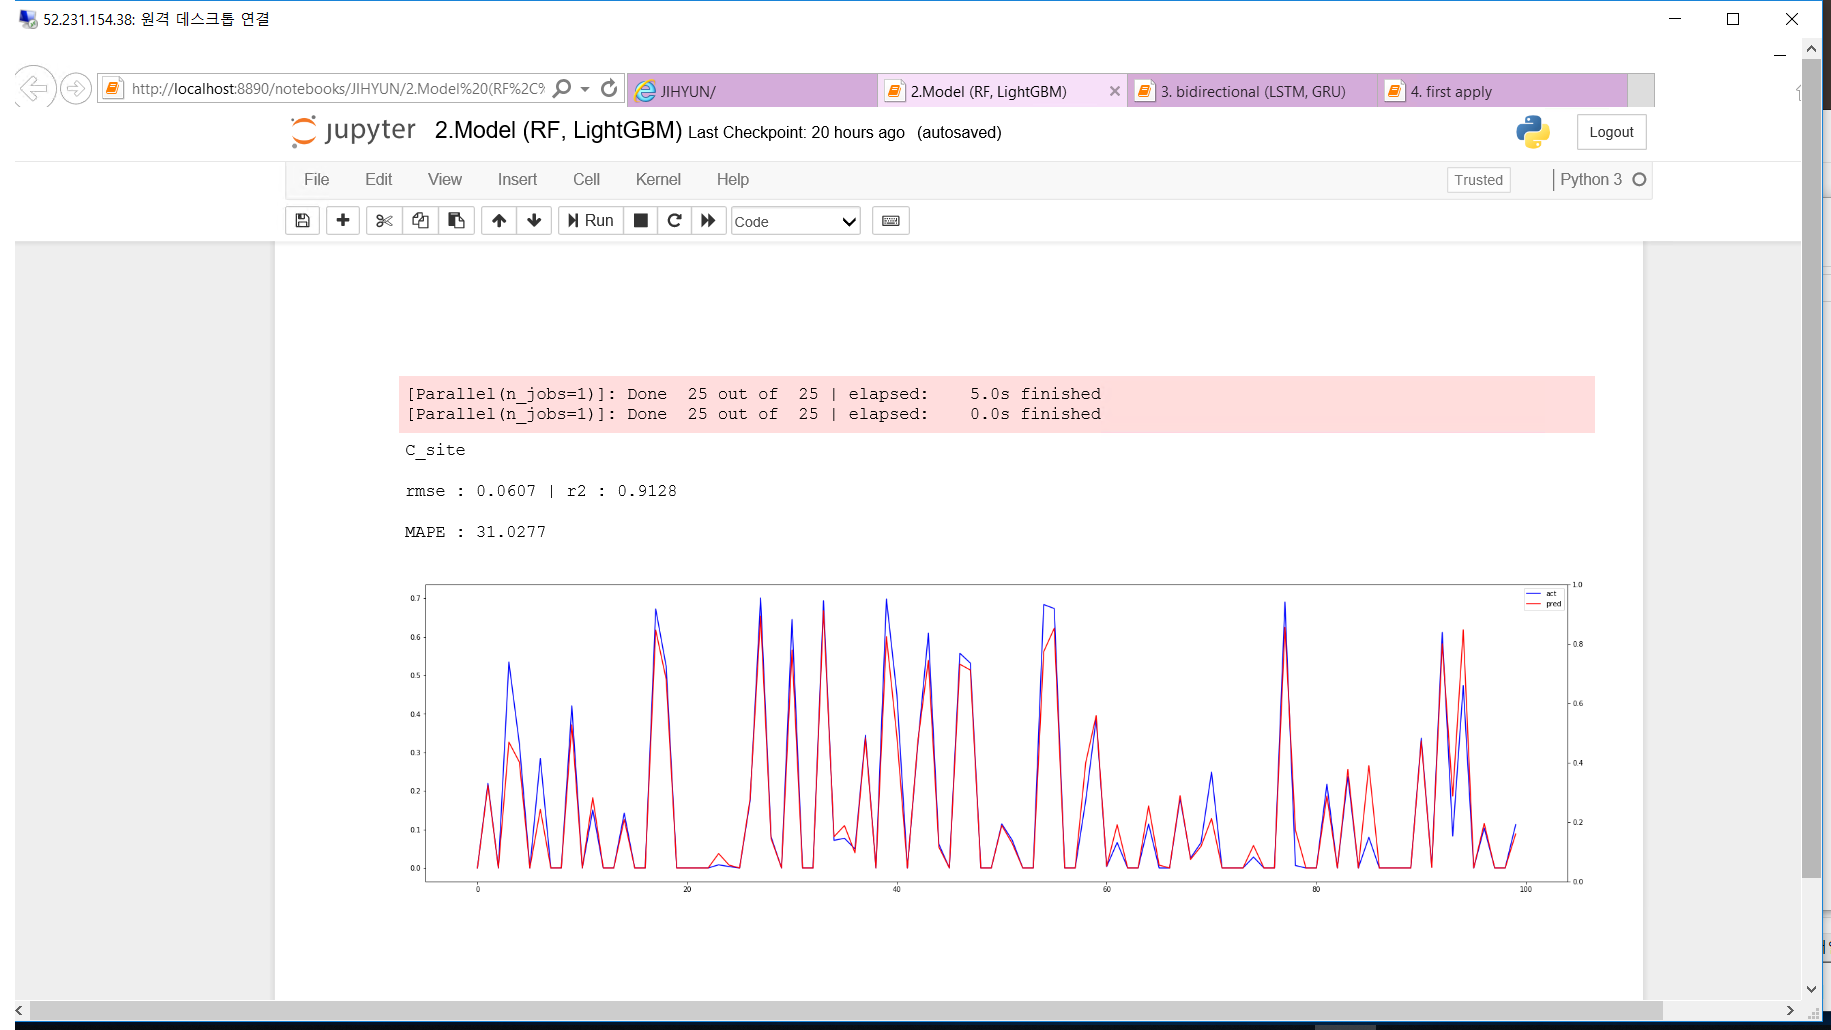 52.231.154.38: 원격 데스크톱 연결
http://localhost:8890/notebooks/JIHYUN/2.Model%20(RF%2C%
JIHYUN/
2.Model (RF, LightGBM)
3. bidirectional (LSTM, GRU)
4. first apply
jupyter 2.Model (RF, LightGBM) Last Checkpoint: 20 hours ago (autosaved)
Logout
File Edit View Insert Cell Kernel Help
Trusted
Python 3
Run
Code
[Parallel(n_jobs=1)]: Done 25 out of 25 | elapsed: 5.0s finished
[Parallel(n_jobs=1)]: Done 25 out of 25 | elapsed: 0.0s finished
C_site
rmse : 0.0607 | r2 : 0.9128
MAPE : 31.0277
act
pred
0.7
0.6
0.5
0.4
0.3
0.2
0.1
0.0
1.0
0.8
0.6
0.4
0.2
0.0
0 20 40 60 80 100